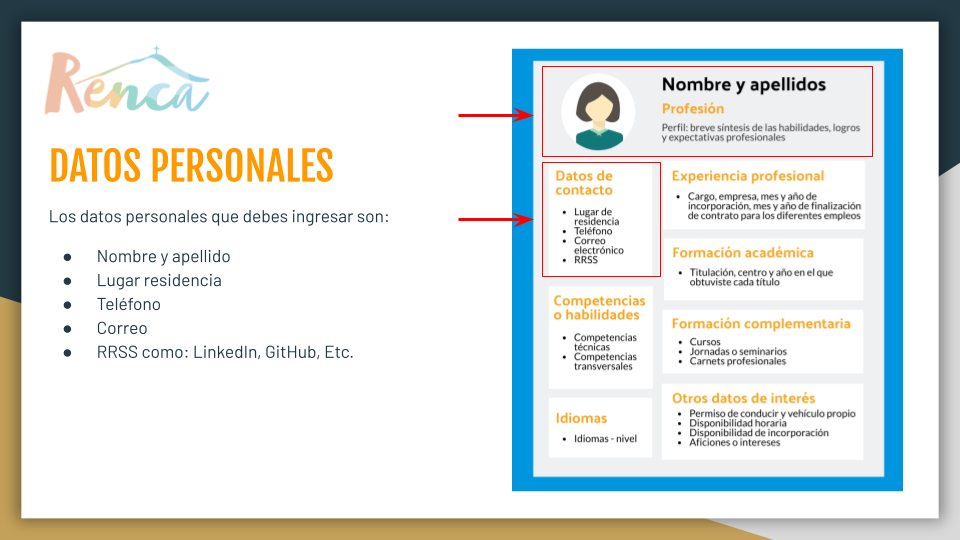 Renca
DATOS PERSONALES
Los datos personales que debes ingresar son:
● Nombre y apellido
● Lugar residencia
● Teléfono
● Correo
● RRSS como: LinkedIn, GitHub, Etc.
Nombre y apellidos
Profesión
Perfil: breve síntesis de las habilidades, logros
y expectativas profesionales
Datos de
contacto
• Lugar de
residencia
• Teléfono
• Correo
electrónico
• RRSS
Competencias
o habilidades
• Competencias
técnicas
• Competencias
transversales
Idiomas
• Idiomas - nivel
Experiencia profesional
• Cargo, empresa, mes y año de
incorporación, mes y año de finalización
de contrato para los diferentes empleos
Formación académica
• Titulación, centro y año en el que
obtuviste cada título
Formación complementaria
• Cursos
• Jornadas o seminarios
• Carnets profesionales
Otros datos de interés
• Permiso de conducir y vehículo propio
• Disponibilidad horaria
• Disponibilidad de incorporación
• Aficiones o intereses